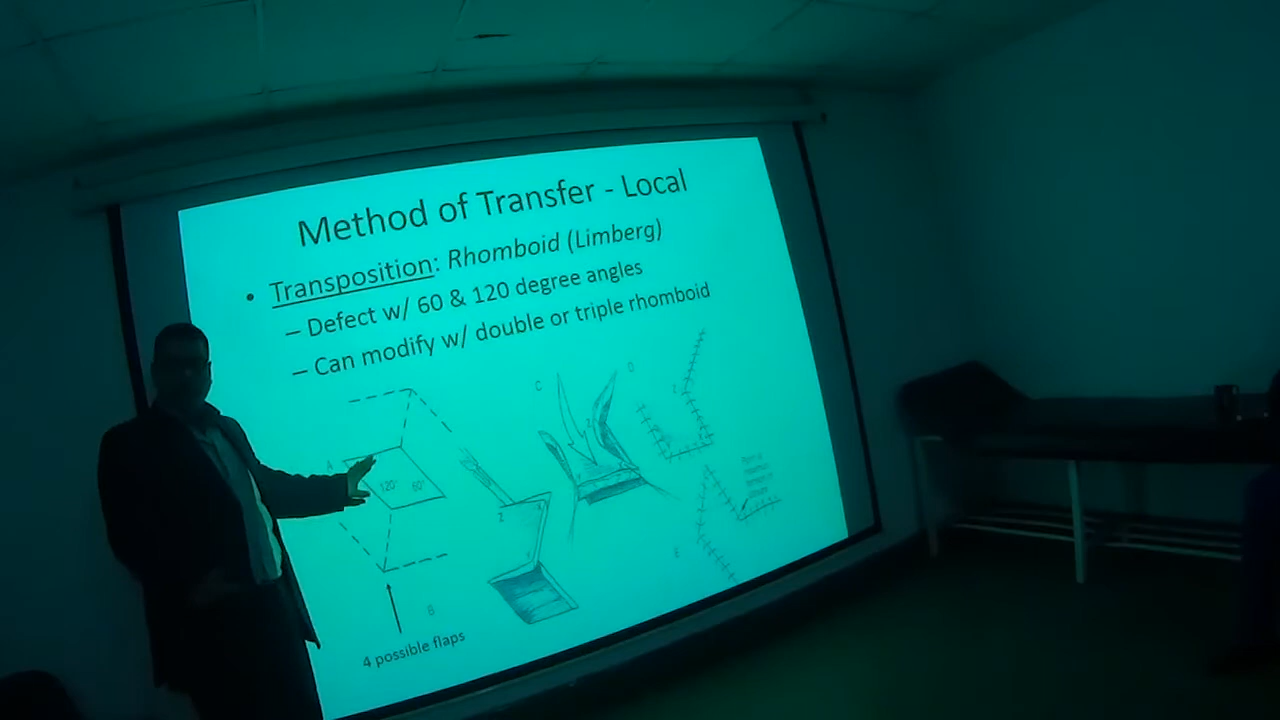 Method of Transfer - Local
• Transposition: Rhomboid (Limberg)
– Defect w/ 60 & 120 degree angles
– Can modify w/ double or triple rhomboid
C
D
A
120°
60°
E
B
4 possible flaps